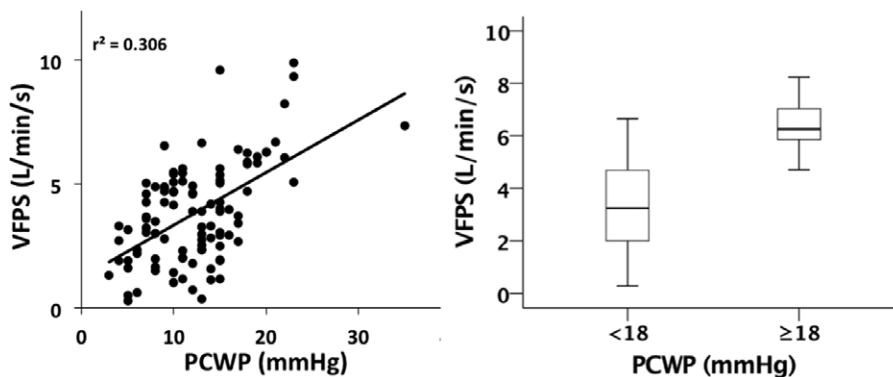 r² = 0.306
VFPS (L/min/s)
10
5
0
0 10 20 30
PCWP (mmHg)
VFPS (L/min/s)
10
8
6
4
2
0
<18 ≥18
PCWP (mmHg)